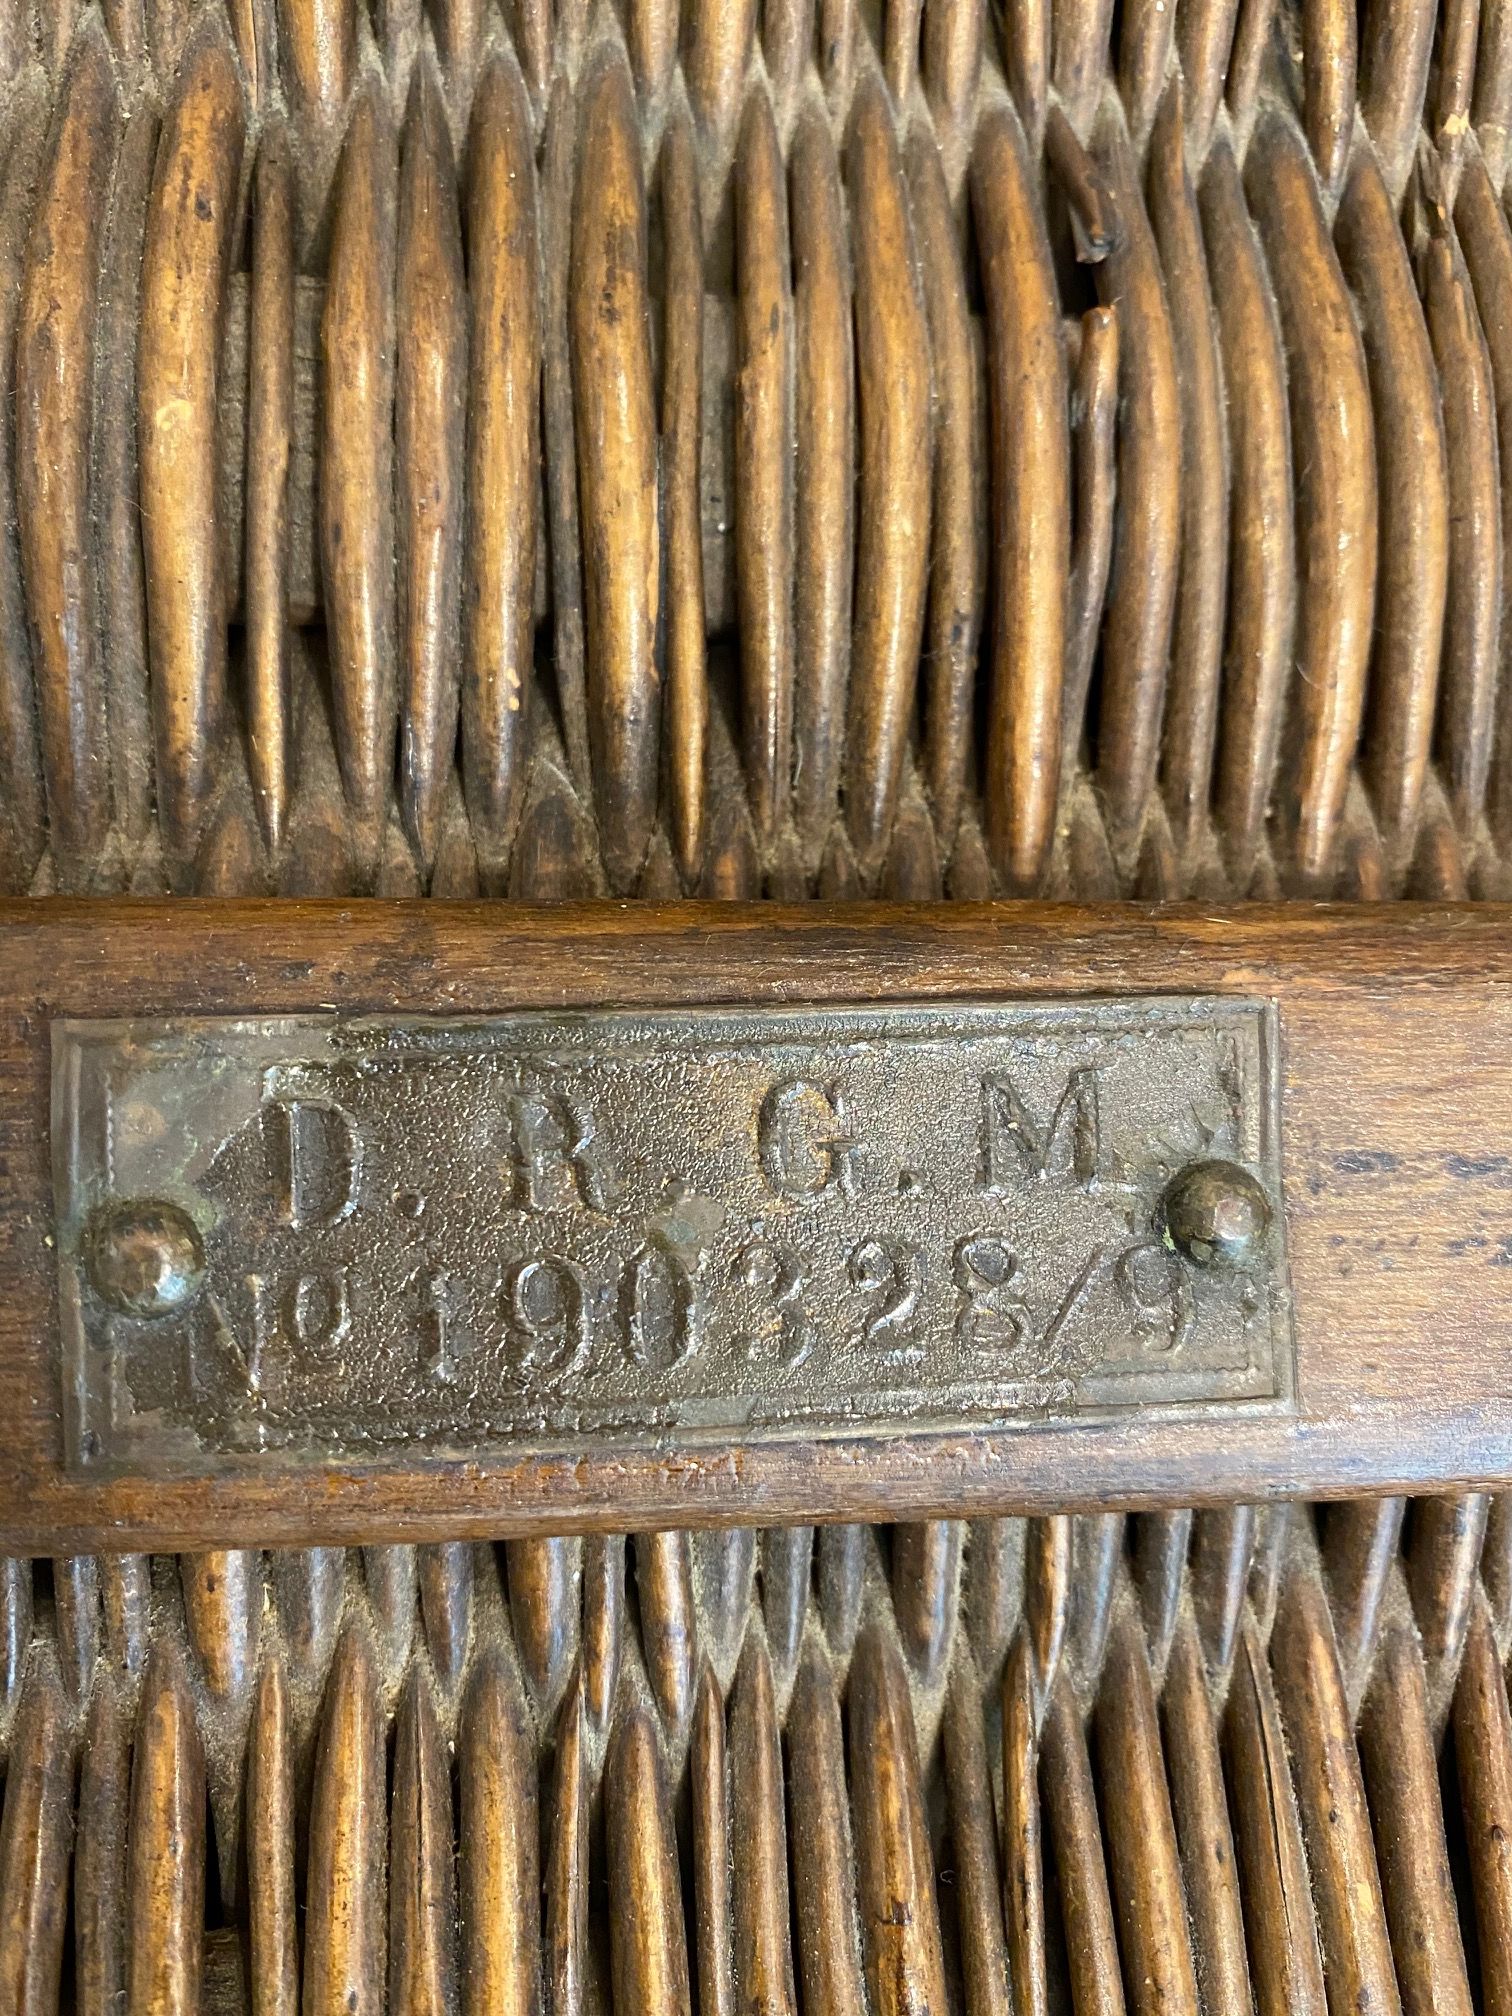 D. R. G. M.
No 190328/9